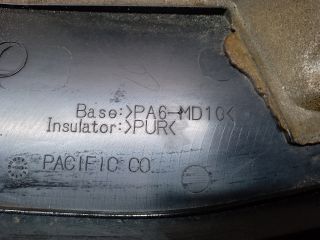 Base:>PA6-MD10<
Insulator:>PUR<
PACIFIC CO